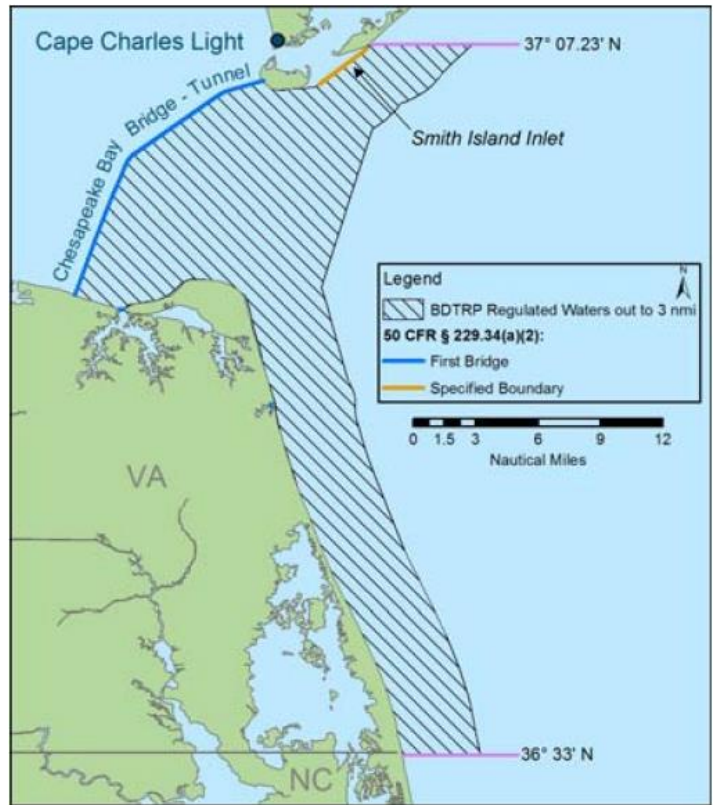 Cape Charles Light
37° 07.23' N
Chesapeake Bay Bridge - Tunnel
Smith Island Inlet
Legend
N
BDTRP Regulated Waters out to 3 nmi
50 CFR § 229.34(a)(2):
First Bridge
Specified Boundary
0 1.5 3 6 9 12
Nautical Miles
VA
36° 33' N
NC